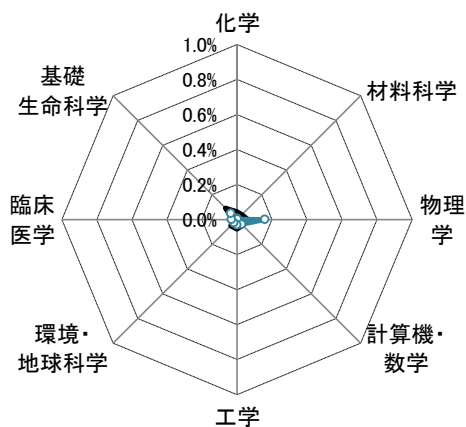 化学
1.0%
0.8%
0.6%
0.4%
0.2%
0.0%
材料科学
物理
学
計算機・
数学
工学
環境・
地球科学
臨床
医学
基礎
生命科学